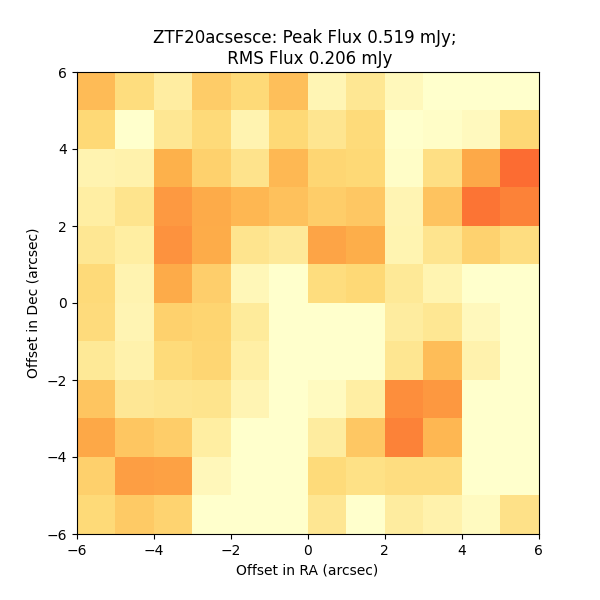 ZTF20acsesce: Peak Flux 0.519 mJy;
RMS Flux 0.206 mJy
6
4
2
0
−2
−4
−6
Offset in Dec (arcsec)
−6 −4 −2 0 2 4 6
Offset in RA (arcsec)